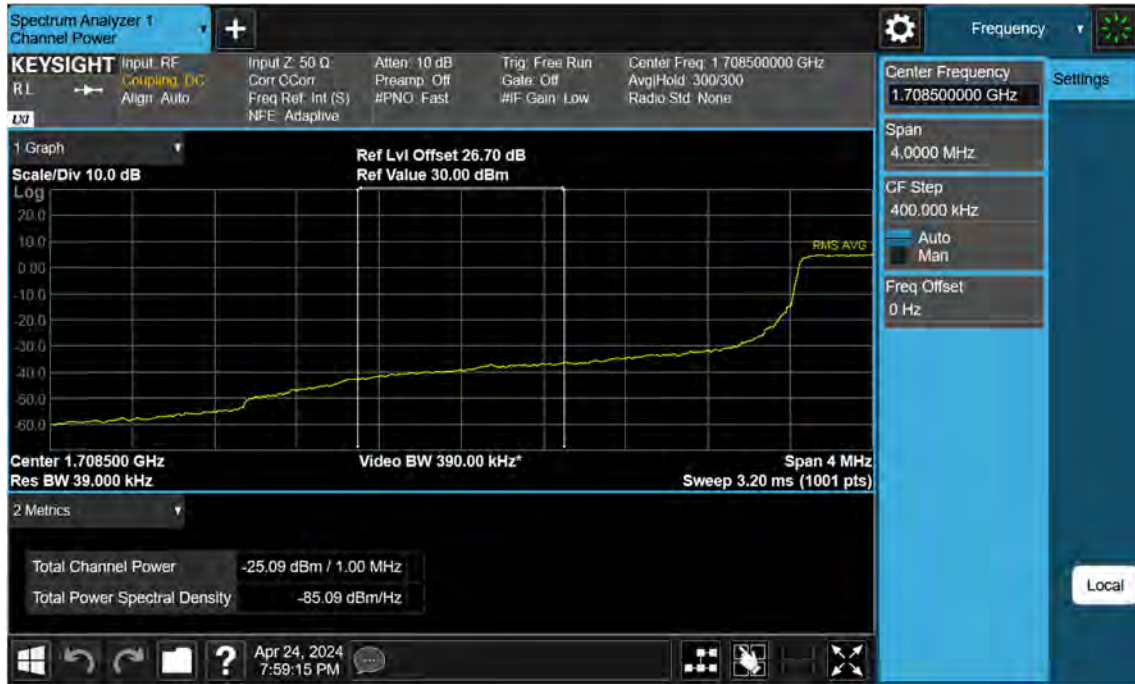 Spectrum Analyzer 1
Channel Power
+
Frequency
KEYSIGHT
RL
LXI
Input: RF
Coupling: DC
Align: Auto
Input Z: 50 Ω
Corr CCorr
Freq Ref: Int (S)
NFE: Adaptive
Atten: 10 dB
Preamp: Off
#PNO: Fast
Trig: Free Run
Gate: Off
#IF Gain: Low
Center Freq: 1.708500000 GHz
Avg|Hold: 300/300
Radio Std: None
Center Frequency
1.708500000 GHz
Settings
Span
4.0000 MHz
CF Step
400.000 kHz
Auto
Man
Freq Offset
0 Hz
1 Graph
Scale/Div 10.0 dB
Ref Lvl Offset 26.70 dB
Ref Value 30.00 dBm
Log
20.0
10.0
0.00
-10.0
-20.0
-30.0
-40.0
-50.0
-60.0
RMS AVG
Center 1.708500 GHz
Res BW 39.000 kHz
Video BW 390.00 kHz*
Span 4 MHz
Sweep 3.20 ms (1001 pts)
2 Metrics
Total Channel Power -25.09 dBm / 1.00 MHz
Total Power Spectral Density -85.09 dBm/Hz
Local
?
Apr 24, 2024
7:59:15 PM